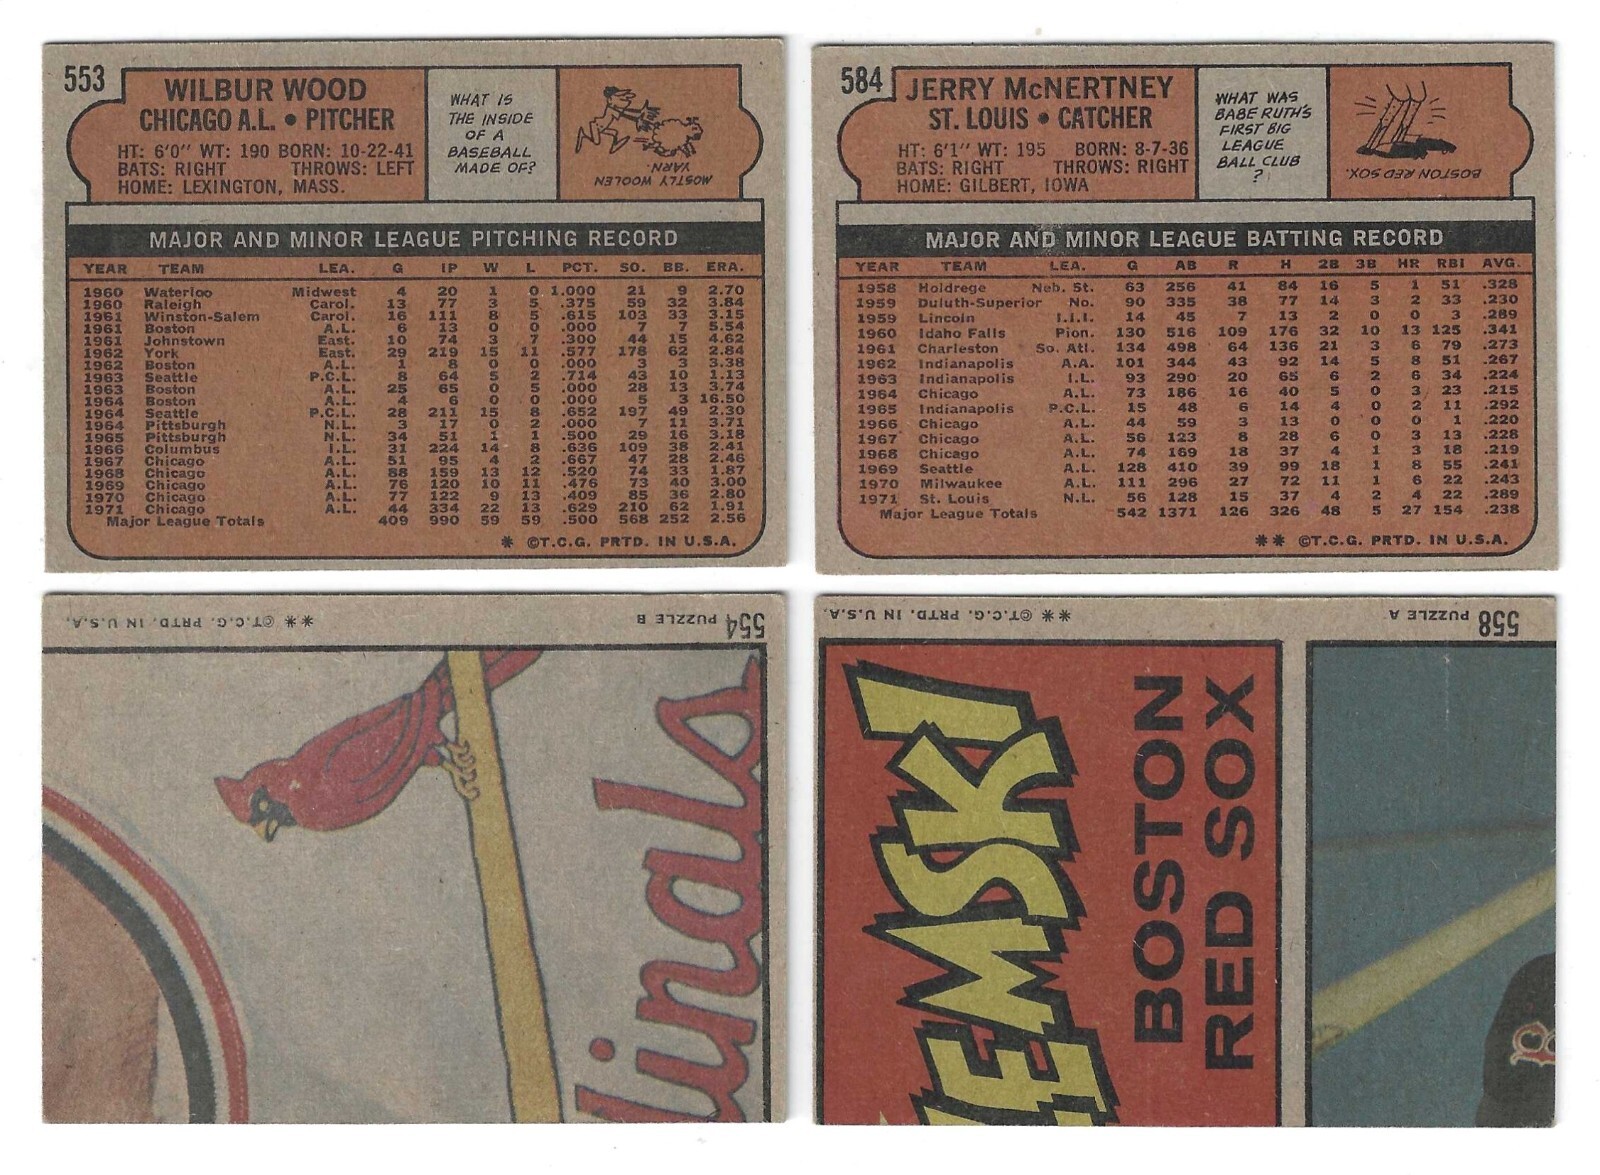 553
WILBUR WOOD
CHICAGO A.L. • PITCHER
HT: 6'0" WT: 190 BORN: 10-22-41
BATS: RIGHT THROWS: LEFT
HOME: LEXINGTON, MASS.
WHAT IS
THE INSIDE
OF A
BASEBALL
MADE OF?
MOSTLY WOOLEN
YARN.
MAJOR AND MINOR LEAGUE PITCHING RECORD
YEAR TEAM LEA. G IP W L PCT. SO. BB. ERA.
1960 Waterloo Midwest 4 20 1 0 1.000 21 9 2.70
1960 Raleigh Carol. 13 77 3 5 .375 59 32 3.84
1961 Winston-Salem Carol. 16 111 8 5 .615 103 33 3.15
1961 Boston A.L. 6 13 0 0 .000 7 7 5.54
1961 Johnstown East. 10 74 3 7 .300 44 15 4.62
1962 York East. 29 219 15 11 .577 178 62 2.84
1962 Boston A.L. 1 8 0 0 .000 3 3 3.38
1963 Seattle P.C.L. 8 64 5 2 .714 43 10 1.13
1963 Boston A.L. 25 65 0 5 .000 28 13 3.74
1964 Boston A.L. 4 6 0 0 .000 5 3 16.50
1964 Seattle P.C.L. 28 211 15 8 .652 197 49 2.30
1964 Pittsburgh N.L. 3 17 0 2 .000 7 11 3.71
1965 Pittsburgh N.L. 34 51 1 1 .500 29 16 3.18
1966 Columbus I.L. 31 224 14 8 .636 109 38 2.41
1967 Chicago A.L. 51 95 4 2 .667 47 28 2.46
1968 Chicago A.L. 88 159 13 12 .520 74 33 1.87
1969 Chicago A.L. 76 120 10 11 .476 73 40 3.00
1970 Chicago A.L. 77 122 9 13 .409 85 36 2.80
1971 Chicago A.L. 44 334 22 13 .629 210 62 1.91
Major League Totals 409 990 59 59 .500 568 252 2.56
* ©T.C.G. PRTD. IN U.S.A.
584
JERRY McNERTNEY
ST. LOUIS • CATCHER
HT: 6'1" WT: 195 BORN: 8-7-36
BATS: RIGHT THROWS: RIGHT
HOME: GILBERT, IOWA
WHAT WAS
BABE RUTH'S
FIRST BIG
LEAGUE
BALL CLUB
?
BOSTON RED SOX.
MAJOR AND MINOR LEAGUE BATTING RECORD
YEAR TEAM LEA. G AB R H 2B 3B HR RBI AVG.
1958 Holdrege Neb. St. 63 256 41 84 16 5 1 51 .328
1959 Duluth-Superior No. 90 335 38 77 14 3 2 33 .230
1959 Lincoln I.I.I. 14 45 7 13 2 0 0 3 .289
1960 Idaho Falls Pion. 130 516 109 176 32 10 13 125 .341
1961 Charleston So. Atl. 134 498 64 136 21 3 6 79 .273
1962 Indianapolis A.A. 101 344 43 92 14 5 8 51 .267
1963 Indianapolis I.L. 93 290 20 65 6 2 6 34 .224
1964 Chicago A.L. 73 186 16 40 5 0 3 23 .215
1965 Indianapolis P.C.L. 15 48 6 14 4 0 2 11 .292
1966 Chicago A.L. 44 59 3 13 0 0 0 1 .220
1967 Chicago A.L. 56 123 8 28 6 0 3 13 .228
1968 Chicago A.L. 74 169 18 37 4 1 3 18 .219
1969 Seattle A.L. 128 410 39 99 18 1 8 55 .241
1970 Milwaukee A.L. 111 296 27 72 11 1 6 22 .243
1971 St. Louis N.L. 56 128 15 37 4 2 4 22 .289
Major League Totals 542 1371 126 326 48 5 27 154 .238
** ©T.C.G. PRTD. IN U.S.A.
554 PUZZLE B ** ©T.C.G. PRTD. IN U.S.A.
dinals
558 PUZZLE A ** ©T.C.G. PRTD. IN U.S.A
EMSKI
BOSTON
RED SOX
B